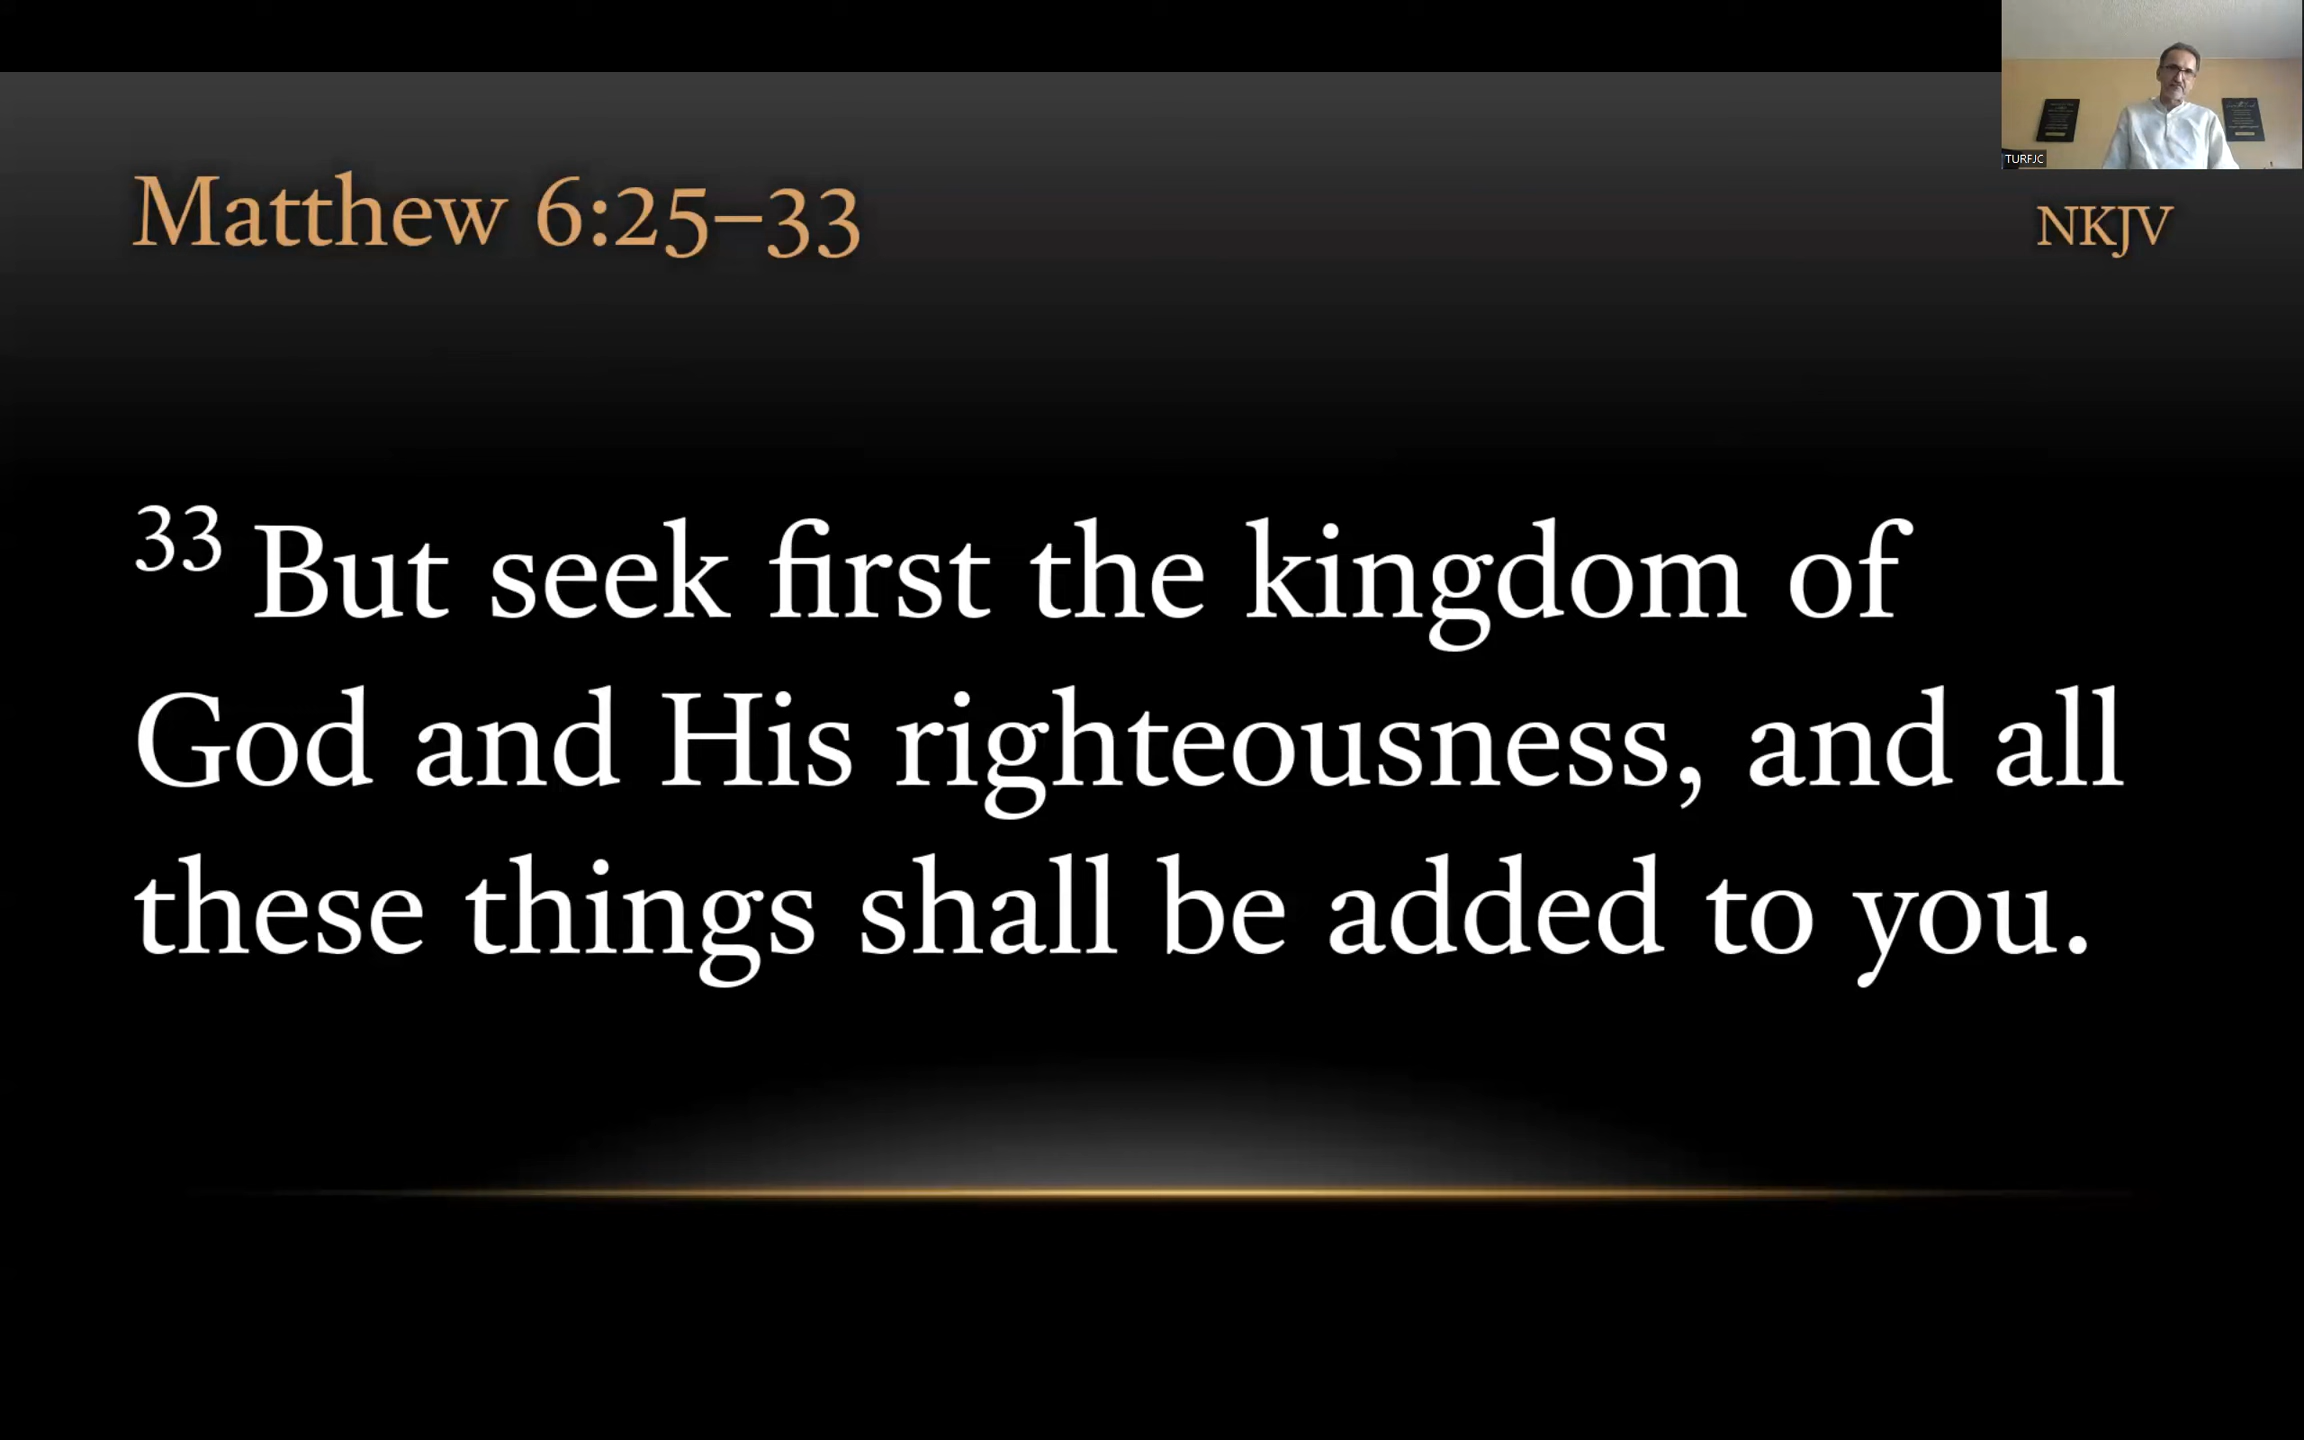 TURFJC
Matthew 6:25–33
NKJV
33 But seek first the kingdom of
God and His righteousness, and all
these things shall be added to you.